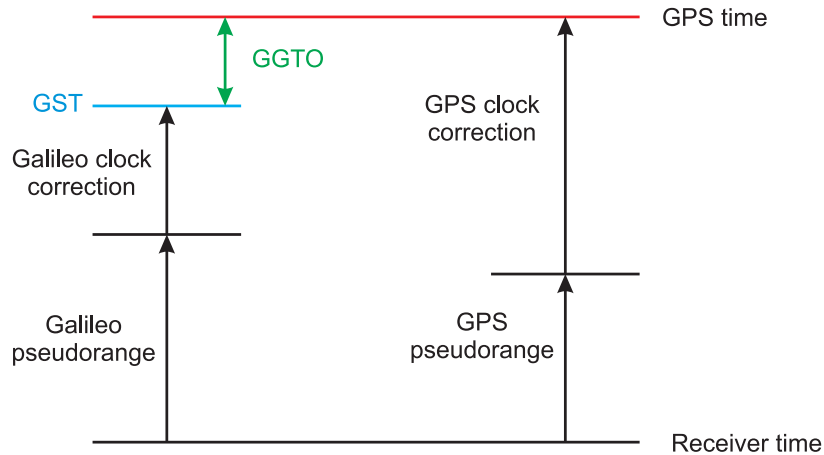 GPS time
GGTO
GST
GPS clock
correction
Galileo clock
correction
Galileo
pseudorange
GPS
pseudorange
Receiver time